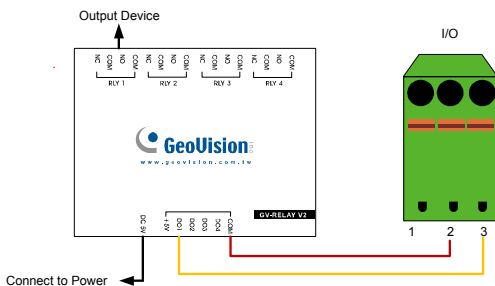 Output Device
I/O
NC COM NO COM NC COM NO COM NC COM NO COM NC COM NO COM
RLY 1 RLY 2 RLY 3 RLY 4
GeoVision Inc
www.geovision.com.tw
GV-RELAY V2
DC 5V +5V DO1 DO2 DO3 DO4 COM
1 2 3
Connect to Power